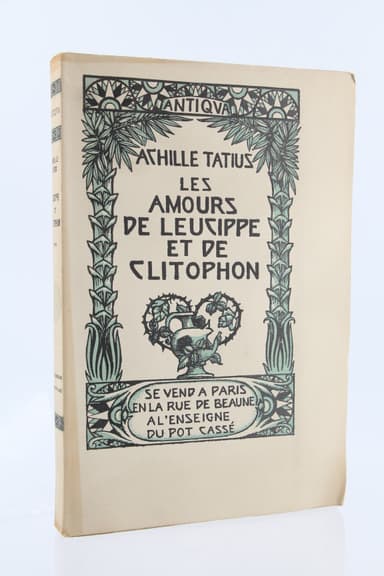 ANTIQVA
ACHILLE TATIUS
LES
AMOURS
DE LEUCIPPE
ET DE
CLITOPHON
SE VEND A PARIS
EN LA RUE DE BEAUNE
A L'ENSEIGNE
DU POT CASSÉ